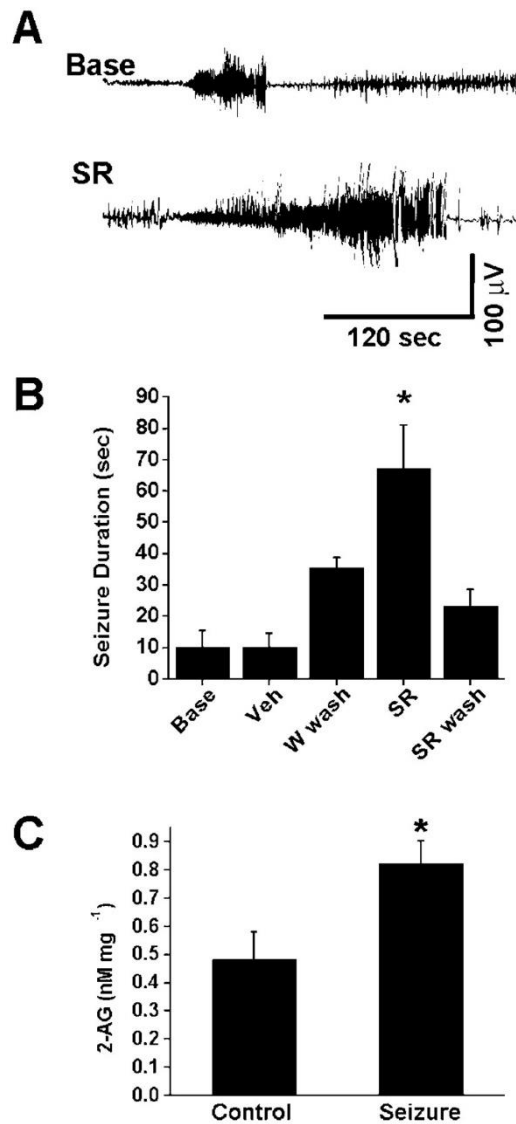 A
Base
SR
120 sec
100 μV
B
Seizure Duration (sec)
90
80
70
60
50
40
30
20
10
0
*
Base
Veh
W wash
SR
SR wash
C
2-AG (nM mg ⁻¹)
0.9
0.8
0.7
0.6
0.5
0.4
0.3
0.2
0.1
0.0
*
Control
Seizure